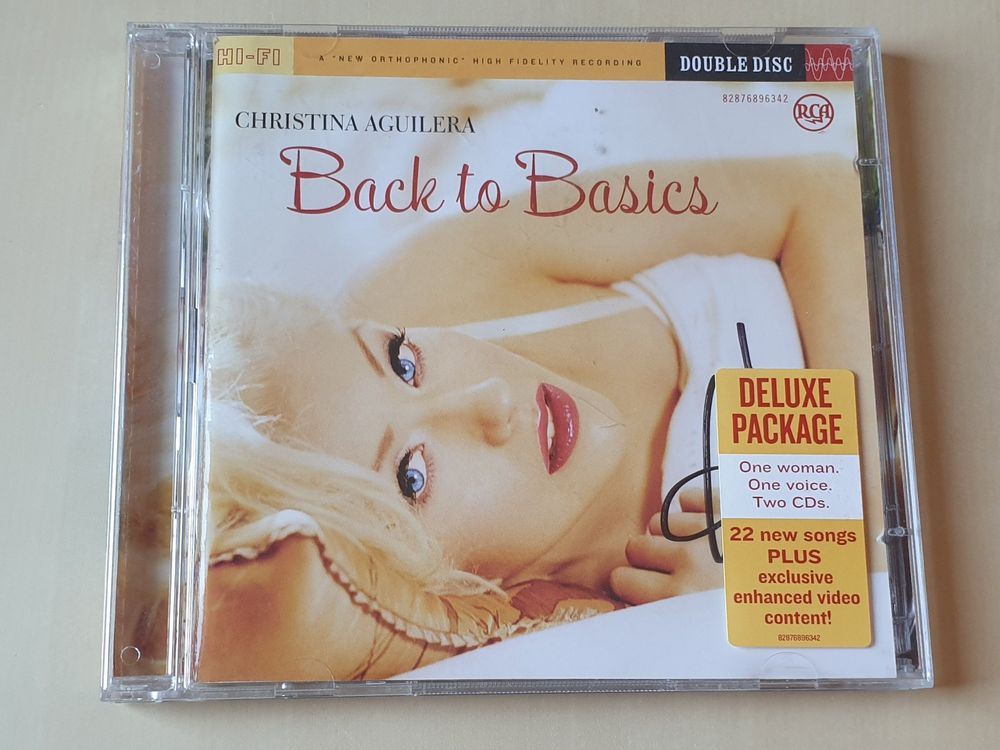 HI-FI
A "NEW ORTHOPHONIC" HIGH FIDELITY RECORDING
DOUBLE DISC
82876896342
RCA
CHRISTINA AGUILERA
Back to Basics
DELUXE
PACKAGE
One woman.
One voice.
Two CDs.
22 new songs
PLUS
exclusive
enhanced video
content!
82876896342